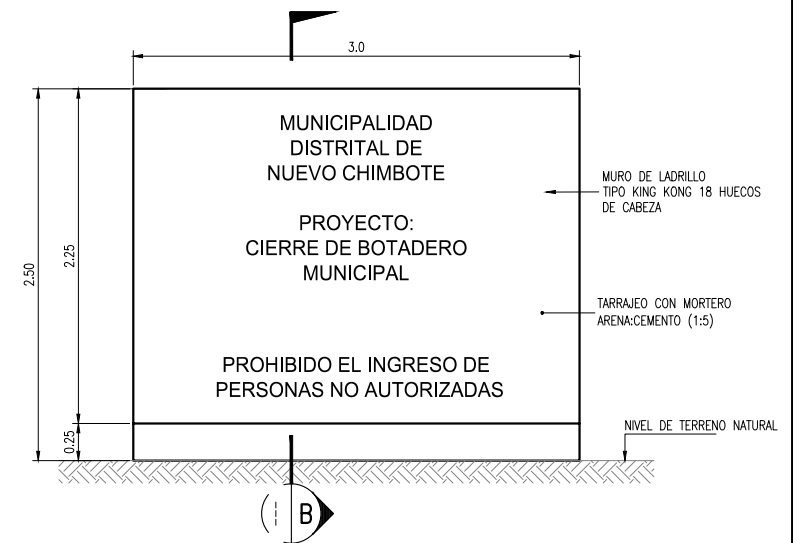 3.0
MUNICIPALIDAD
DISTRITAL DE
NUEVO CHIMBOTE
PROYECTO:
CIERRE DE BOTADERO
MUNICIPAL
PROHIBIDO EL INGRESO DE
PERSONAS NO AUTORIZADAS
2.50
2.25
0.25
MURO DE LADRILLO
TIPO KING KONG 18 HUECOS
DE CABEZA
TARRAJEO CON MORTERO
ARENA:CEMENTO (1:5)
NIVEL DE TERRENO NATURAL
B